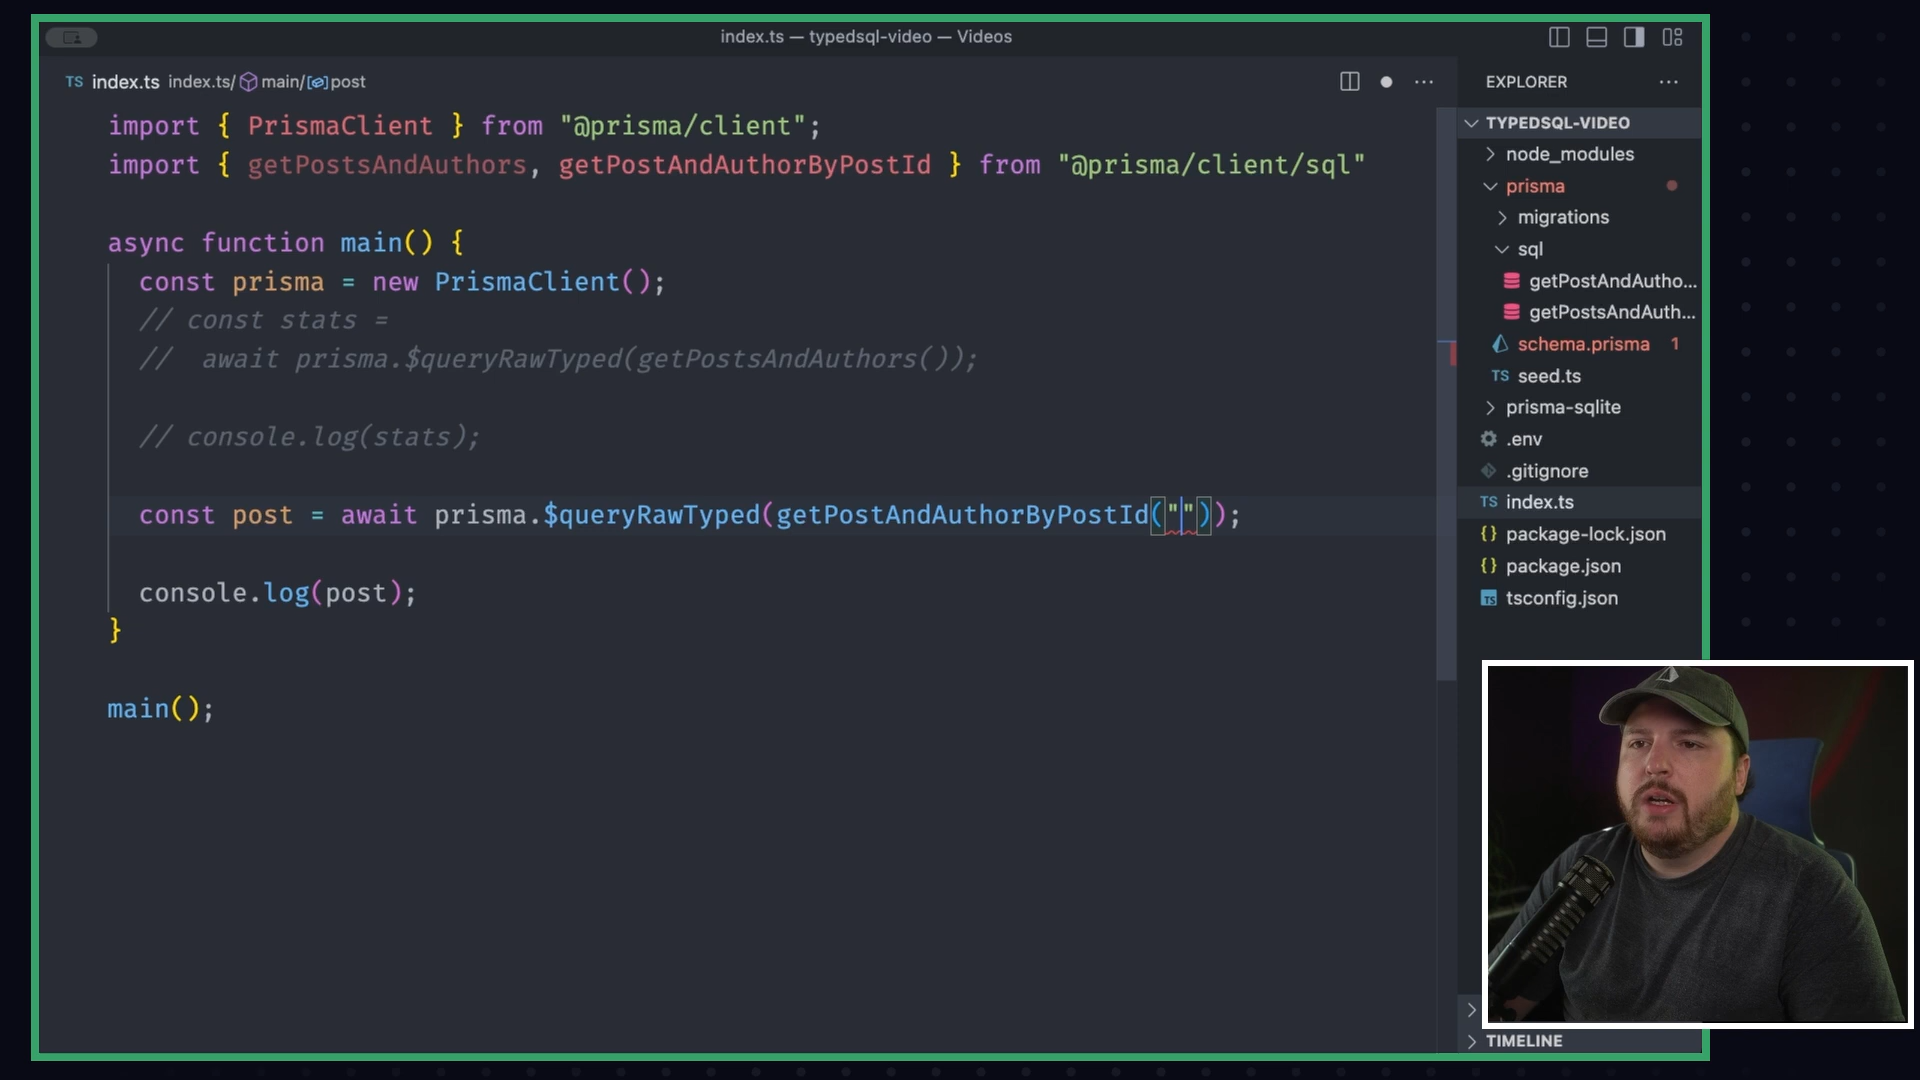 index.ts — typedsql-video — Videos
TS index.ts index.ts/ main/ post
import { PrismaClient } from "@prisma/client";
import { getPostsAndAuthors, getPostAndAuthorByPostId } from "@prisma/client/sql"
async function main() {
const prisma = new PrismaClient();
// const stats =
// await prisma.$queryRawTyped(getPostsAndAuthors());
// console.log(stats);
const post = await prisma.$queryRawTyped(getPostAndAuthorByPostId(""));
console.log(post);
}
main();
EXPLORER
TYPEDSQL-VIDEO
node_modules
prisma
migrations
sql
getPostAndAutho...
getPostsAndAuth...
schema.prisma 1
TS seed.ts
prisma-sqlite
.env
.gitignore
TS index.ts
{} package-lock.json
{} package.json
TS tsconfig.json
TIMELINE